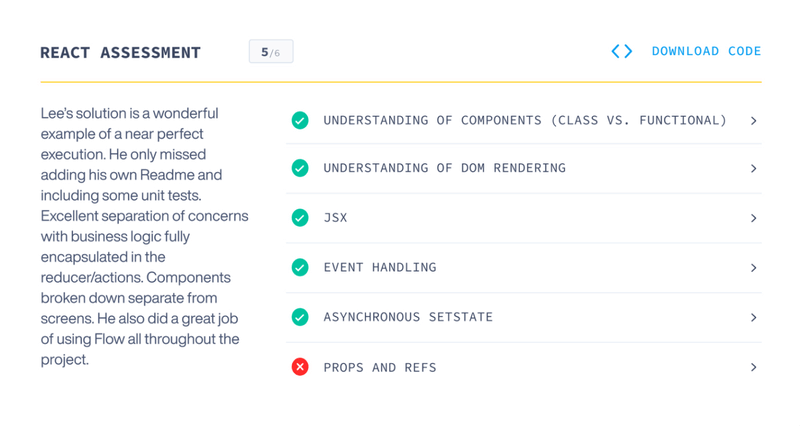 REACT ASSESSMENT
5/6
DOWNLOAD CODE
Lee's solution is a wonderful
example of a near perfect
execution. He only missed
adding his own Readme and
including some unit tests.
Excellent separation of concerns
with business logic fully
encapsulated in the
reducer/actions. Components
broken down separate from
screens. He also did a great job
of using Flow all throughout the
project.
UNDERSTANDING OF COMPONENTS (CLASS VS. FUNCTIONAL)
UNDERSTANDING OF DOM RENDERING
JSX
EVENT HANDLING
ASYNCHRONOUS SETSTATE
PROPS AND REFS